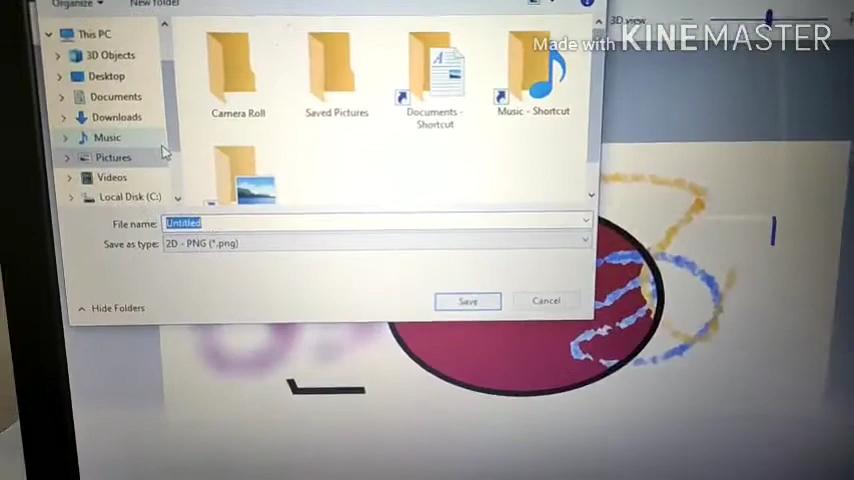 Organize
New folder
3D view
Made with KINEMASTER
This PC
3D Objects
Desktop
Documents
Downloads
Music
Pictures
Videos
Local Disk (C:)
Camera Roll
Saved Pictures
Documents -
Shortcut
Music - Shortcut
File name: Untitled
Save as type: 2D - PNG (*.png)
Hide Folders
Save
Cancel